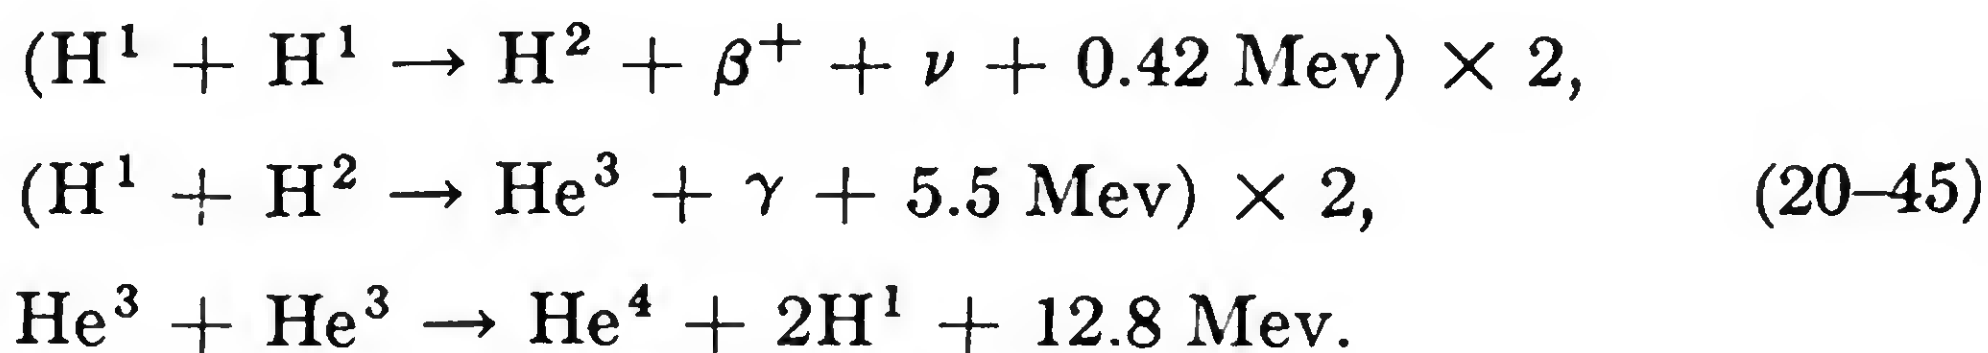 (H¹ + H¹ → H² + β⁺ + ν + 0.42 Mev) × 2,
(H¹ + H² → He³ + γ + 5.5 Mev) × 2, (20–45)
He³ + He³ → He⁴ + 2H¹ + 12.8 Mev.